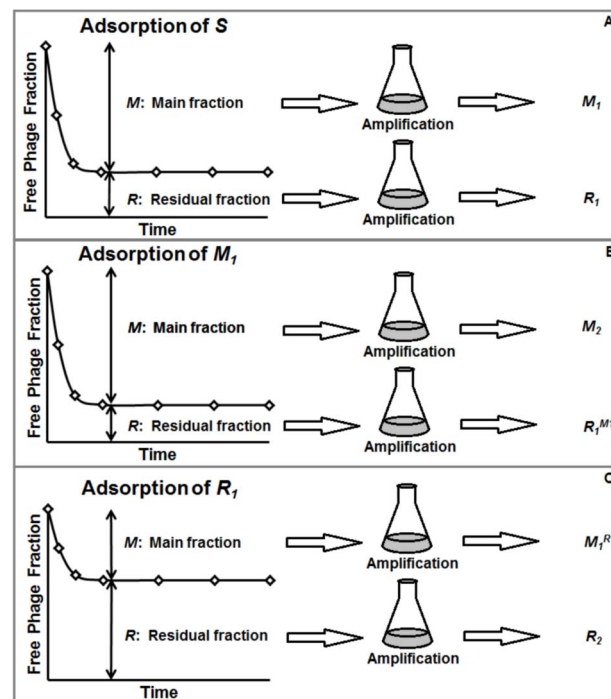 Adsorption of S
A
Free Phage Fraction
M: Main fraction
R: Residual fraction
Time
Amplification
M1
Amplification
R1
Adsorption of M1
Free Phage Fraction
M: Main fraction
R: Residual fraction
Time
Amplification
M2
Amplification
Adsorption of R1
Free Phage Fraction
M: Main fraction
R: Residual fraction
Time
Amplification
Amplification
R2